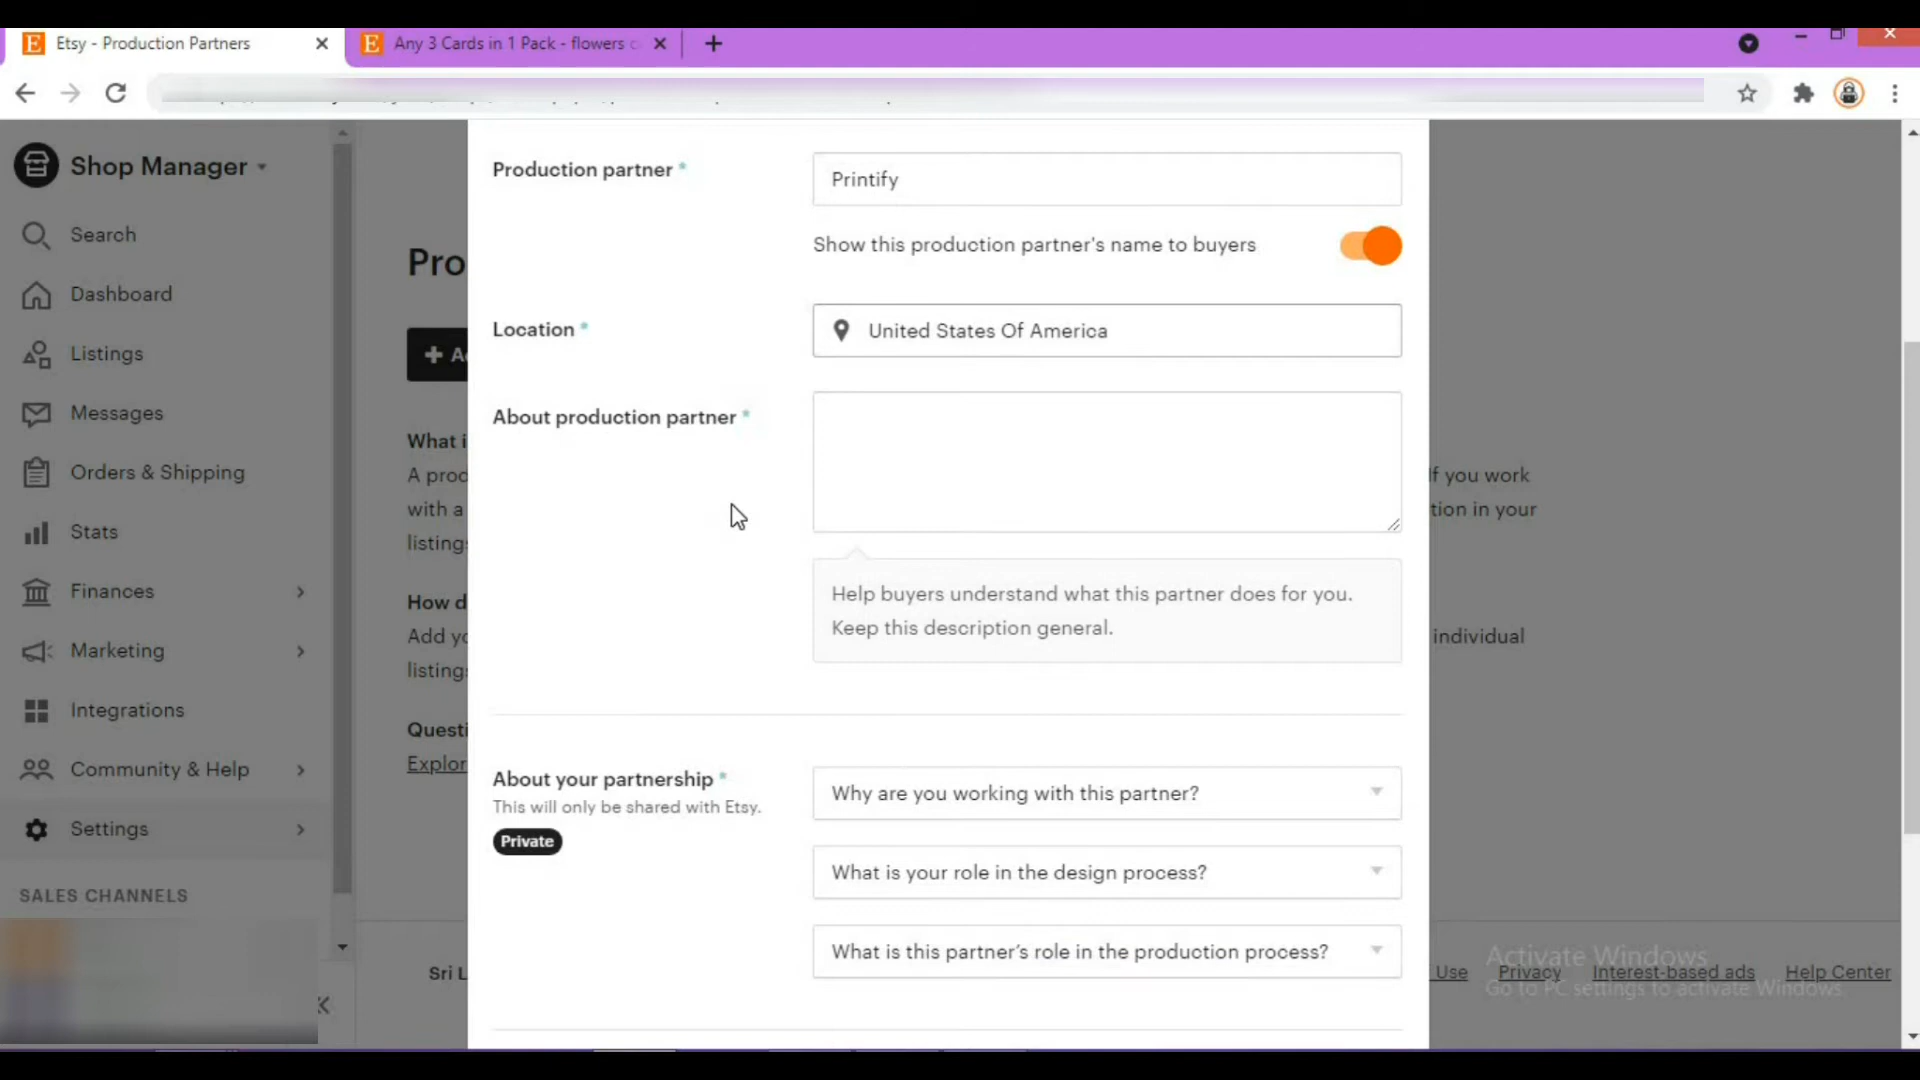 Etsy - Production Partners
Any 3 Cards in 1 Pack - flowers c
Shop Manager
Search
Dashboard
Listings
Messages
Orders & Shipping
Stats
Finances
Marketing
Integrations
Community & Help
Settings
SALES CHANNELS
Pro
A
What i
A proc
with a
listing
How d
Add yo
listing
Questi
Explor
Sri L
Production partner *
Printify
Show this production partner's name to buyers
Location *
United States Of America
About production partner *
Help buyers understand what this partner does for you.
Keep this description general.
About your partnership *
This will only be shared with Etsy.
Private
Why are you working with this partner?
What is your role in the design process?
What is this partner's role in the production process?
If you work
tion in your
individual
Activate Windows
Go to PC settings to activate Windows.
Use Privacy Interest-based ads Help Center